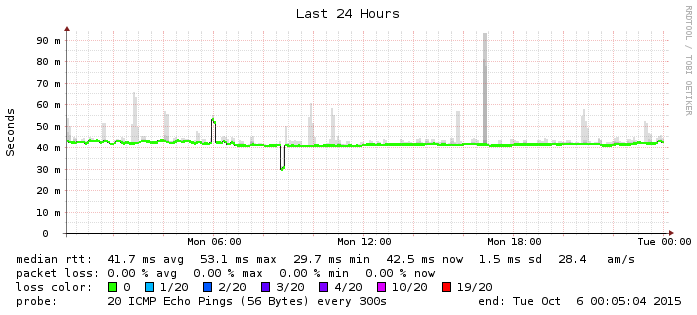 Last 24 Hours
RRDTOOL / TOBI OETIKER
Seconds
90 m
80 m
70 m
60 m
50 m
40 m
30 m
20 m
10 m
0
Mon 06:00 Mon 12:00 Mon 18:00 Tue 00:00
median rtt: 41.7 ms avg 53.1 ms max 29.7 ms min 42.5 ms now 1.5 ms sd 28.4 am/s
packet loss: 0.00 % avg 0.00 % max 0.00 % min 0.00 % now
loss color: 0 1/20 2/20 3/20 4/20 10/20 19/20
probe: 20 ICMP Echo Pings (56 Bytes) every 300s end: Tue Oct 6 00:05:04 2015